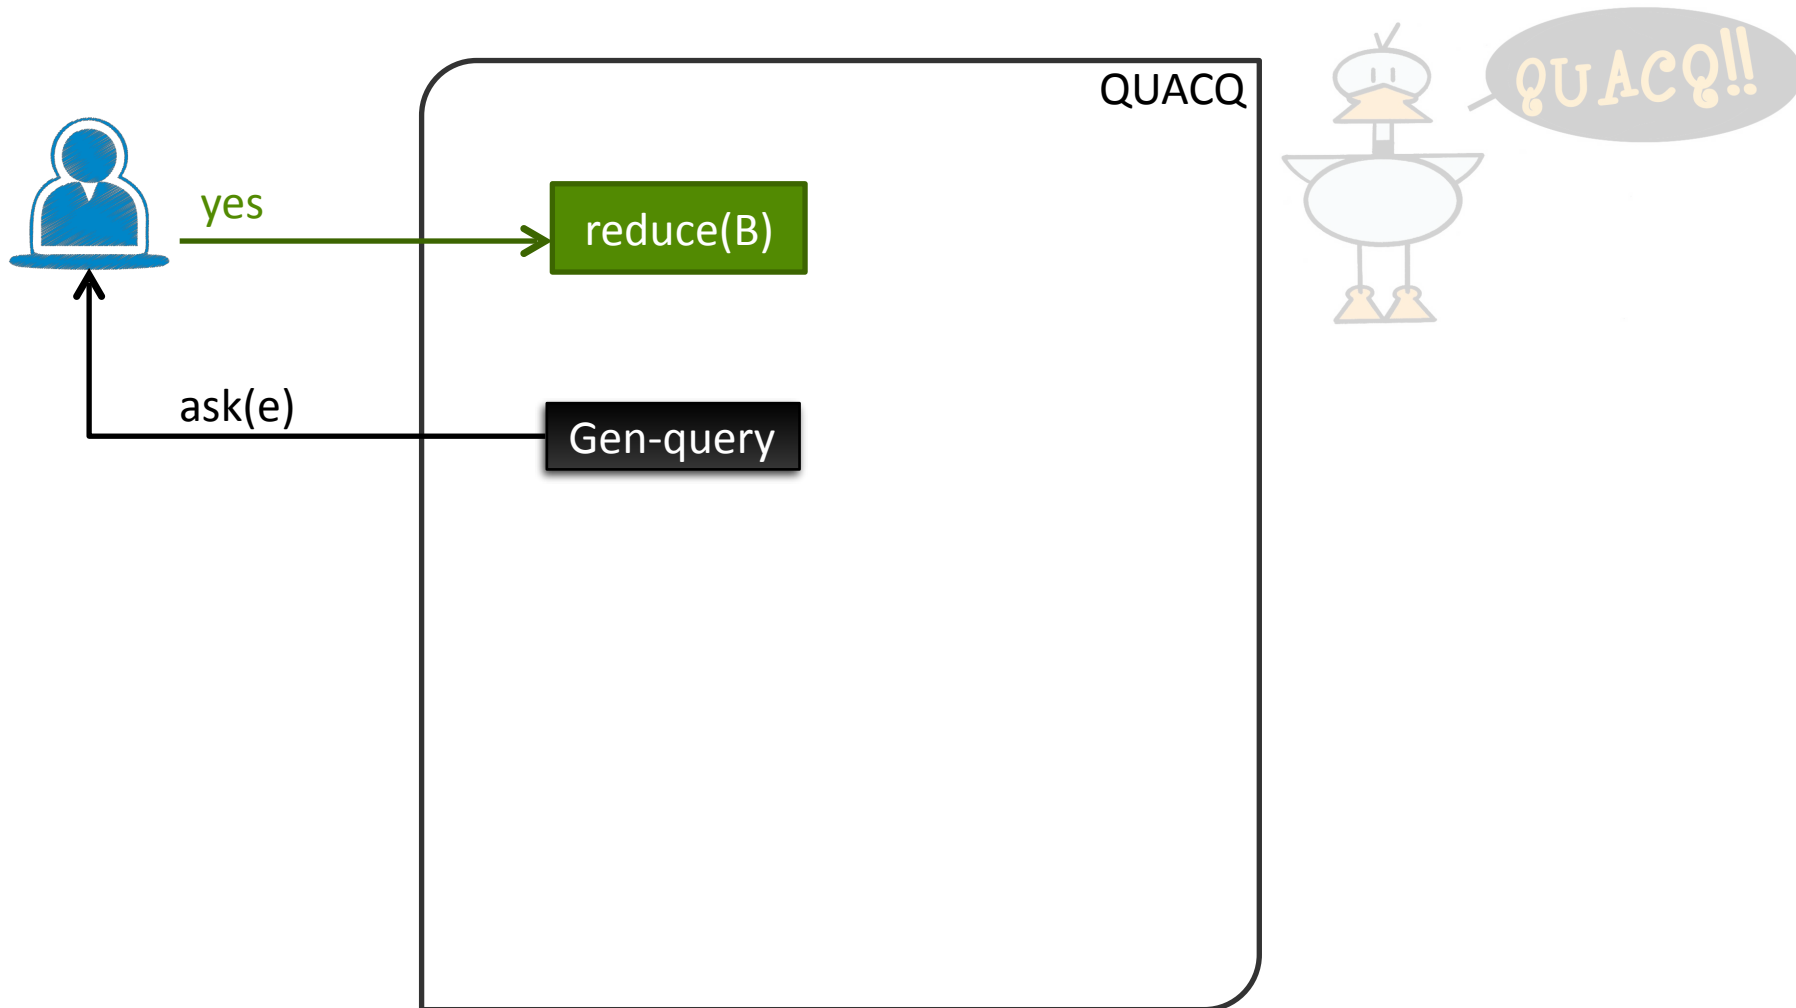 QUACQ
QUACQ!!
yes
reduce(B)
ask(e)
Gen-query